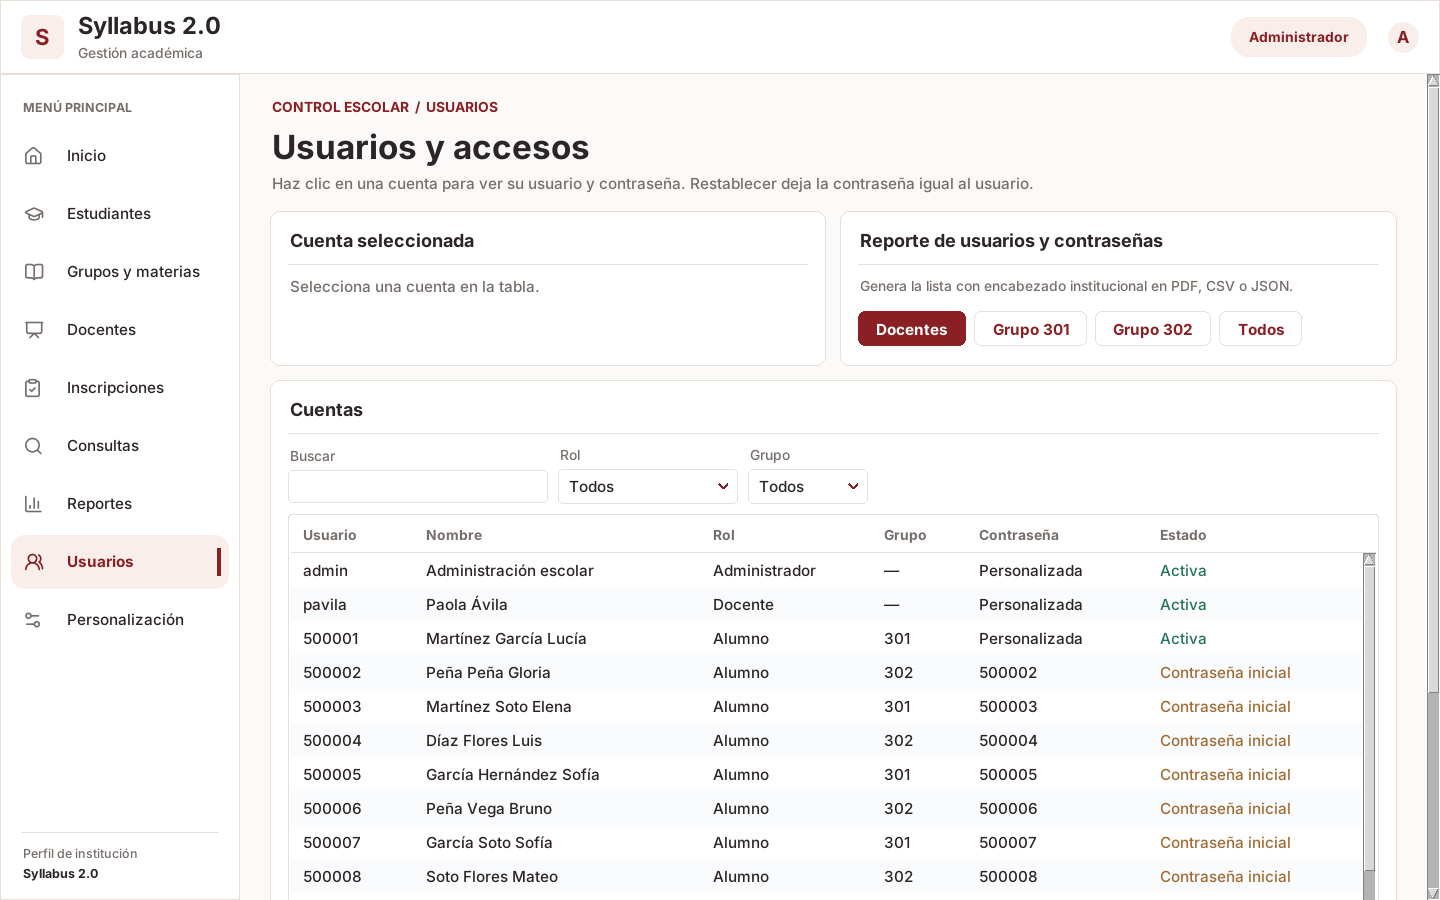 S
Syllabus 2.0
Gestión académica
Administrador
A
MENÚ PRINCIPAL
Inicio
Estudiantes
Grupos y materias
Docentes
Inscripciones
Consultas
Reportes
Usuarios
Personalización
Perfil de institución
Syllabus 2.0
CONTROL ESCOLAR / USUARIOS
Usuarios y accesos
Haz clic en una cuenta para ver su usuario y contraseña. Restablecer deja la contraseña igual al usuario.
Cuenta seleccionada
Selecciona una cuenta en la tabla.
Reporte de usuarios y contraseñas
Genera la lista con encabezado institucional en PDF, CSV o JSON.
Docentes Grupo 301 Grupo 302 Todos
Cuentas
Buscar Rol Grupo
Todos Todos
Usuario Nombre Rol Grupo Contraseña Estado
admin Administración escolar Administrador — Personalizada Activa
pavila Paola Ávila Docente — Personalizada Activa
500001 Martínez García Lucía Alumno 301 Personalizada Activa
500002 Peña Peña Gloria Alumno 302 500002 Contraseña inicial
500003 Martínez Soto Elena Alumno 301 500003 Contraseña inicial
500004 Díaz Flores Luis Alumno 302 500004 Contraseña inicial
500005 García Hernández Sofía Alumno 301 500005 Contraseña inicial
500006 Peña Vega Bruno Alumno 302 500006 Contraseña inicial
500007 García Soto Sofía Alumno 301 500007 Contraseña inicial
500008 Soto Flores Mateo Alumno 302 500008 Contraseña inicial